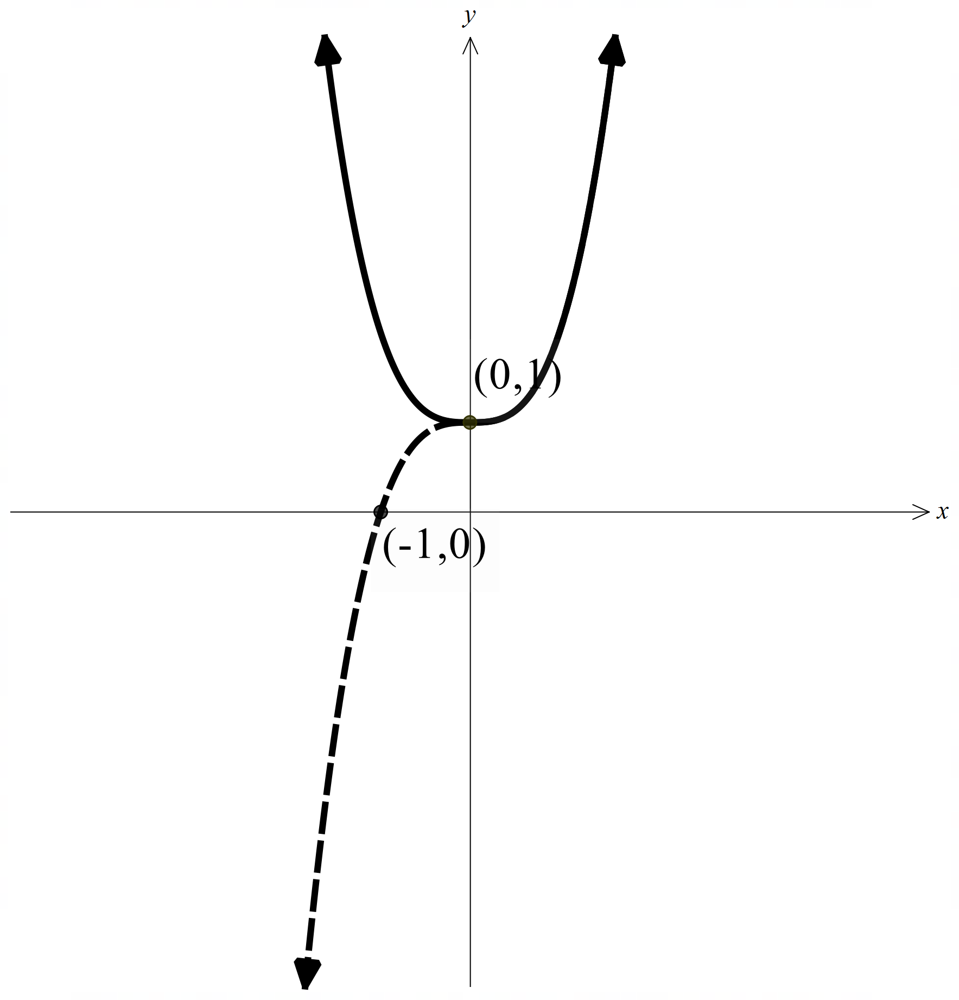 y
(0,1)
x
(-1,0)